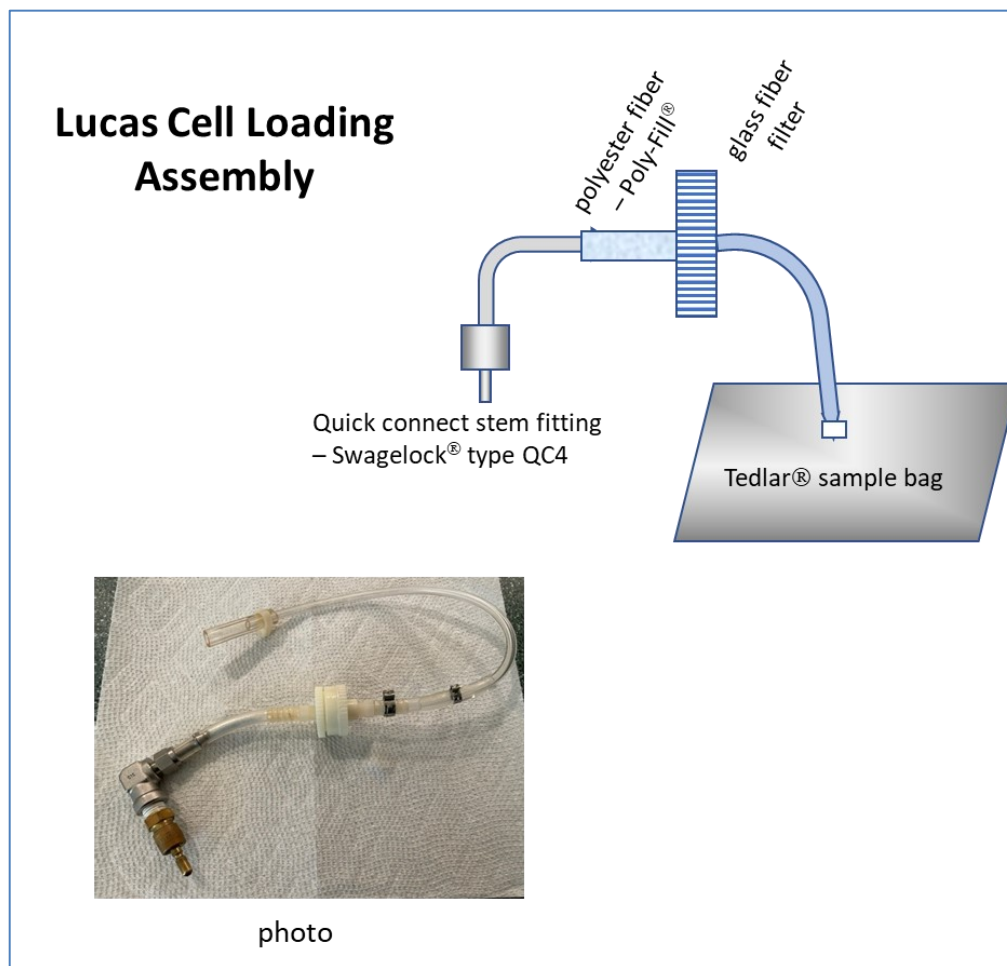 Lucas Cell Loading
Assembly
polyester fiber
– Poly-Fill®
glass fiber
filter
Quick connect stem fitting
– Swagelock® type QC4
Tedlar® sample bag
photo